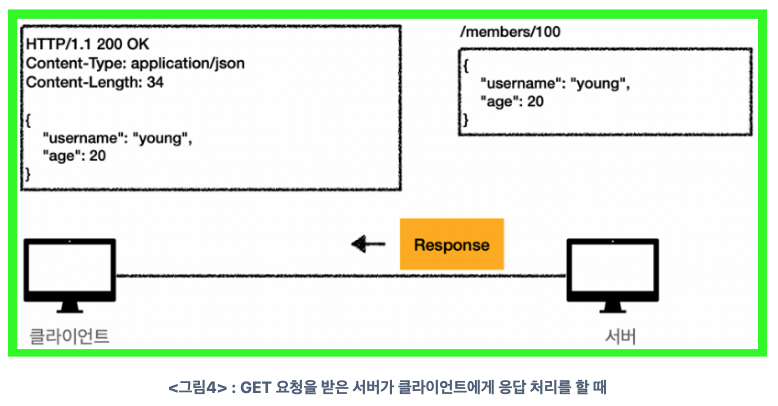 HTTP/1.1 200 OK
Content-Type: application/json
Content-Length: 34
{
"username": "young",
"age": 20
}
/members/100
{
"username": "young",
"age": 20
}
Response
클라이언트
서버
<그림4> : GET 요청을 받은 서버가 클라이언트에게 응답 처리를 할 때